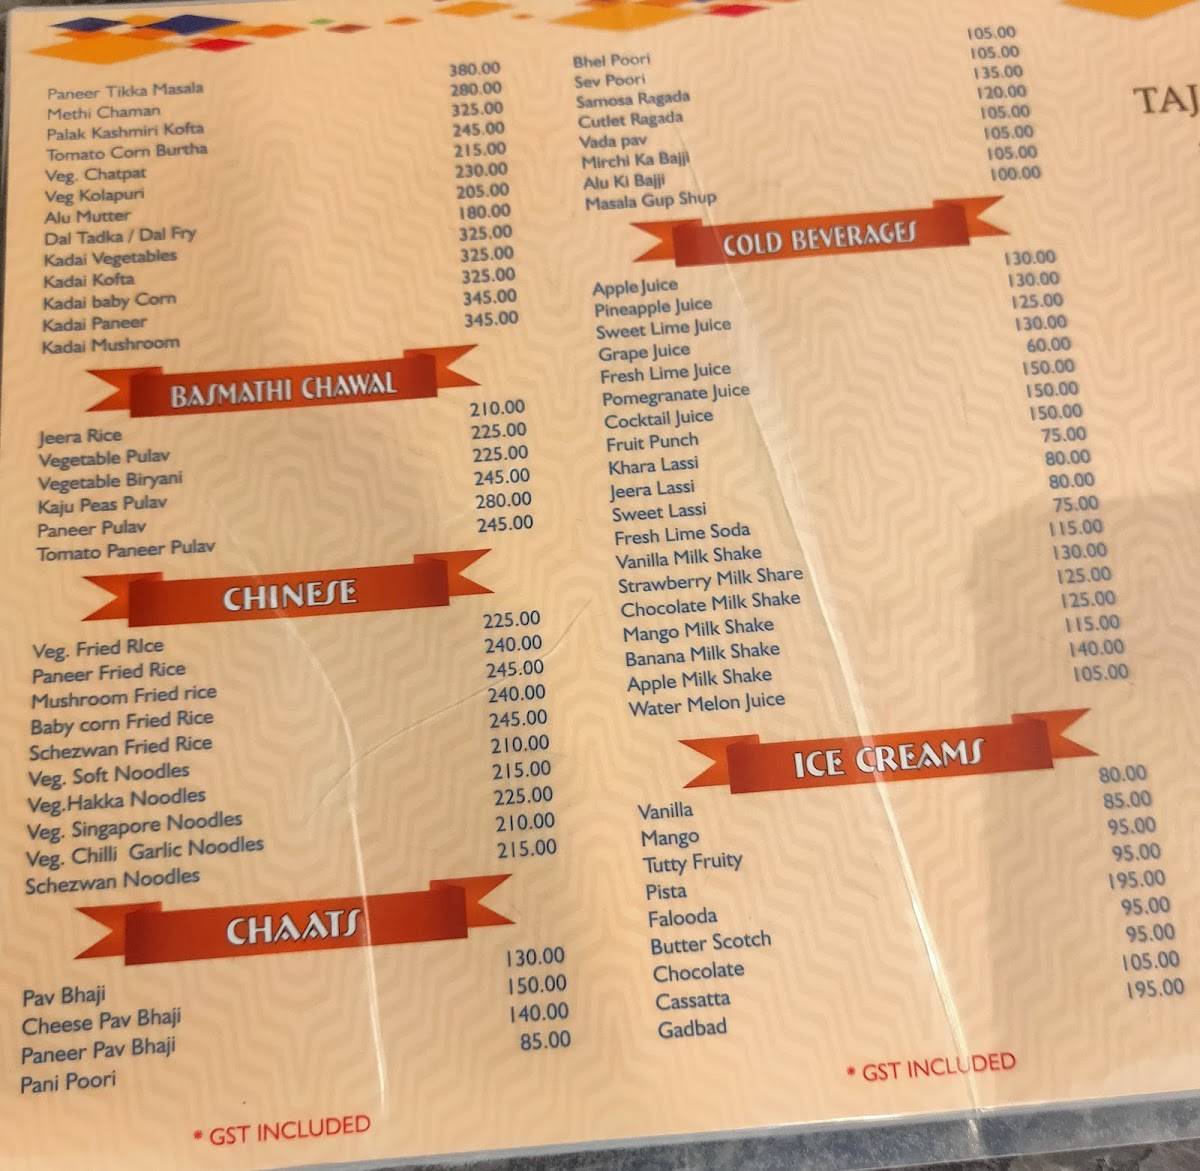 Paneer Tikka Masala 380.00
Methi Chaman 280.00
Palak Kashmiri Kofta 325.00
Tomato Corn Burtha 245.00
Veg. Chatpat 215.00
Veg Kolapuri 230.00
Alu Mutter 205.00
Dal Tadka / Dal Fry 180.00
Kadai Vegetables 325.00
Kadai Kofta 325.00
Kadai baby Corn 325.00
Kadai Paneer 345.00
Kadai Mushroom 345.00
BASMATHI CHAWAL
Jeera Rice 210.00
Vegetable Pulav 225.00
Vegetable Biryani 225.00
Kaju Peas Pulav 245.00
Paneer Pulav 280.00
Tomato Paneer Pulav 245.00
CHINESE
Veg. Fried RIce 225.00
Paneer Fried Rice 240.00
Mushroom Fried rice 245.00
Baby corn Fried Rice 240.00
Schezwan Fried Rice 245.00
Veg. Soft Noodles 210.00
Veg.Hakka Noodles 215.00
Veg. Singapore Noodles 225.00
Veg. Chilli Garlic Noodles 210.00
Schezwan Noodles 215.00
CHAATS
Pav Bhaji 130.00
Cheese Pav Bhaji 150.00
Paneer Pav Bhaji 140.00
Pani Poori 85.00
* GST INCLUDED
Bhel Poori 105.00
Sev Poori 105.00
Samosa Ragada 135.00
Cutlet Ragada 120.00
Vada pav 105.00
Mirchi Ka Bajji 105.00
Alu Ki Bajji 105.00
Masala Gup Shup 100.00
COLD BEVERAGES
Apple Juice 130.00
Pineapple Juice 130.00
Sweet Lime Juice 125.00
Grape Juice 130.00
Fresh Lime Juice 60.00
Pomegranate Juice 150.00
Cocktail Juice 150.00
Fruit Punch 150.00
Khara Lassi 75.00
Jeera Lassi 80.00
Sweet Lassi 80.00
Fresh Lime Soda 75.00
Vanilla Milk Shake 115.00
Strawberry Milk Share 130.00
Chocolate Milk Shake 125.00
Mango Milk Shake 125.00
Banana Milk Shake 115.00
Apple Milk Shake 140.00
Water Melon Juice 105.00
ICE CREAMS
Vanilla 80.00
Mango 85.00
Tutty Fruity 95.00
Pista 95.00
Falooda 195.00
Butter Scotch 95.00
Chocolate 95.00
Cassatta 105.00
Gadbad 195.00
* GST INCLUDED
TAJ